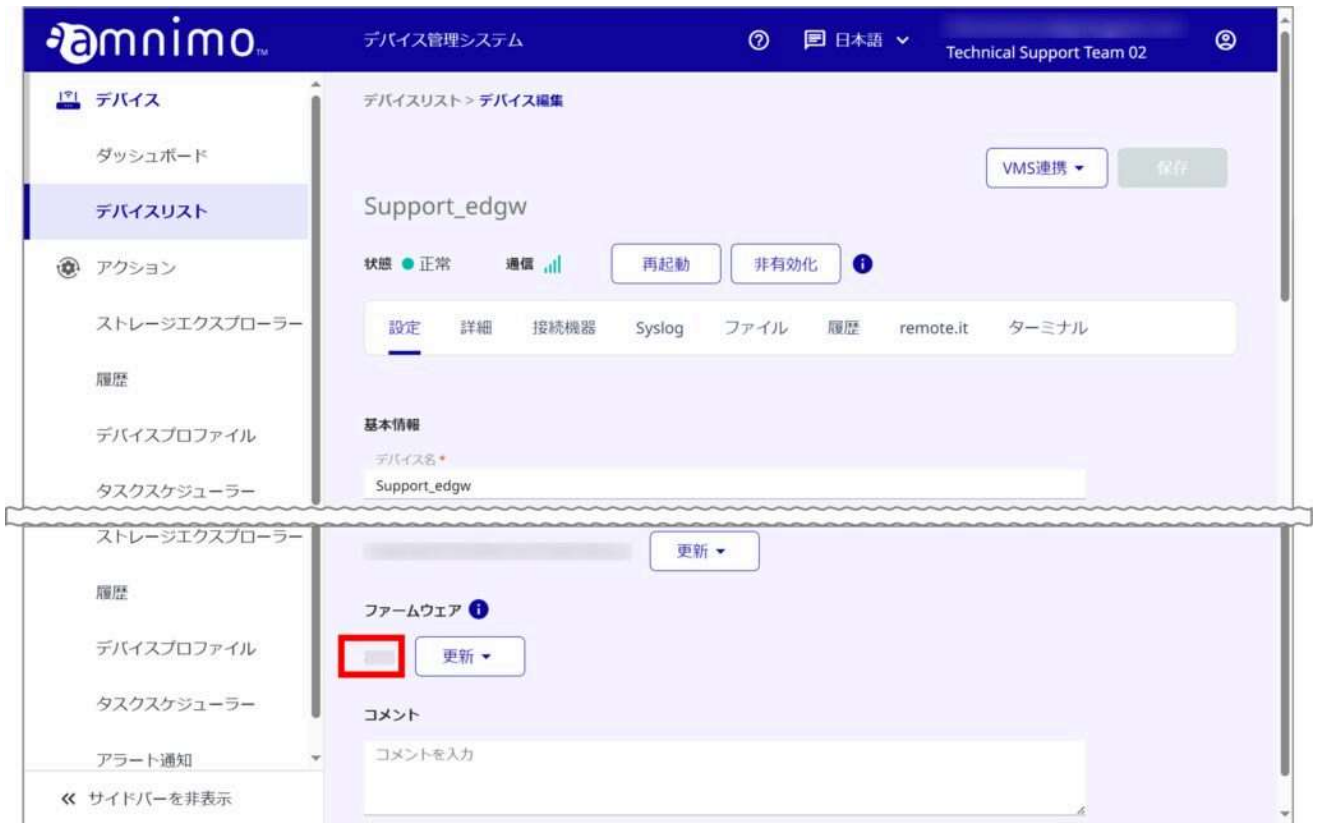 amnimo™
デバイス管理システム
日本語
Technical Support Team 02
デバイス
ダッシュボード
デバイスリスト
アクション
ストレージエクスプローラー
履歴
デバイスプロファイル
タスクスケジューラー
ストレージエクスプローラー
履歴
デバイスプロファイル
タスクスケジューラー
アラート通知
サイドバーを非表示
デバイスリスト > デバイス編集
VMS連携
保存
Support_edgw
状態 正常 通信 再起動 非有効化
設定 詳細 接続機器 Syslog ファイル 履歴 remote.it ターミナル
基本情報
デバイス名 *
Support_edgw
更新
ファームウェア
更新
コメント
コメントを入力